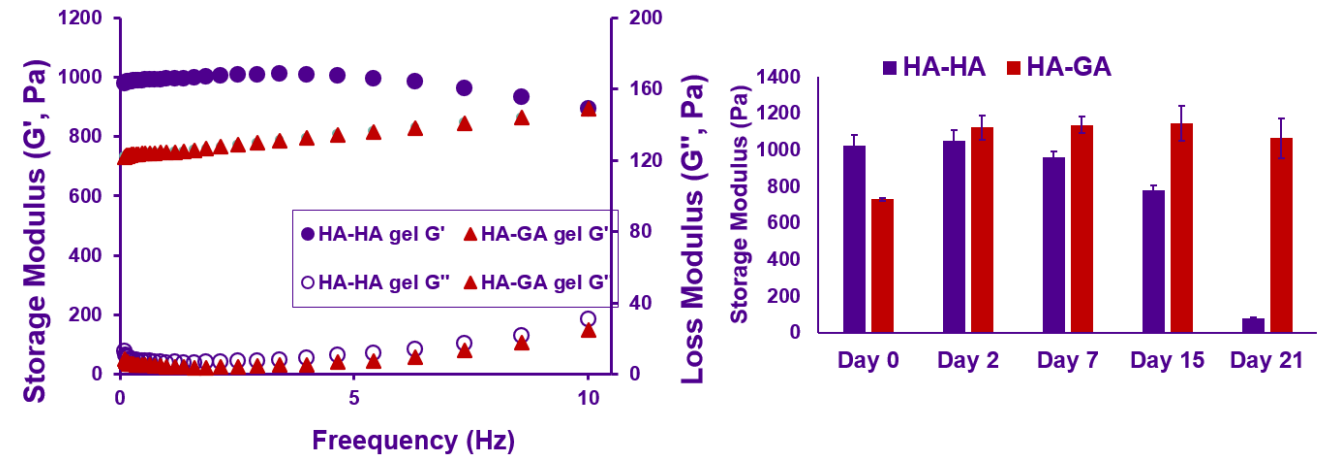 1200
1000
800
600
400
200
0
Storage Modulus (G', Pa)
200
160
120
80
40
0
Loss Modulus (G'', Pa)
HA-HA gel G' HA-GA gel G'
HA-HA gel G'' HA-GA gel G'
0 5 10
Freequency (Hz)
HA-HA HA-GA
1400
1200
1000
800
600
400
200
0
Storage Modulus (Pa)
Day 0 Day 2 Day 7 Day 15 Day 21